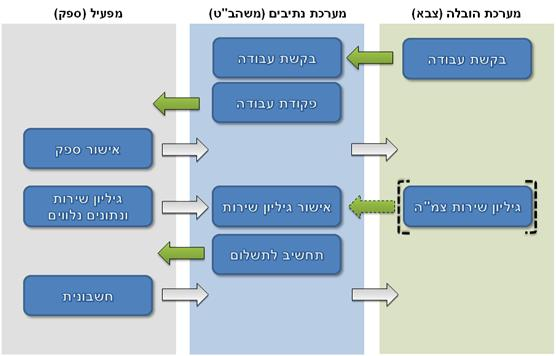 מערכת הובלה (צבא)
מערכת נתיבים (משהב"ט)
מפעיל (ספק)
בקשת עבודה
בקשת עבודה
פקודת עבודה
אישור ספק
גיליון שירות צמ"ה
אישור גיליון שירות
גיליון שירות
ונתונים נלווים
תחשיב לתשלום
חשבונית